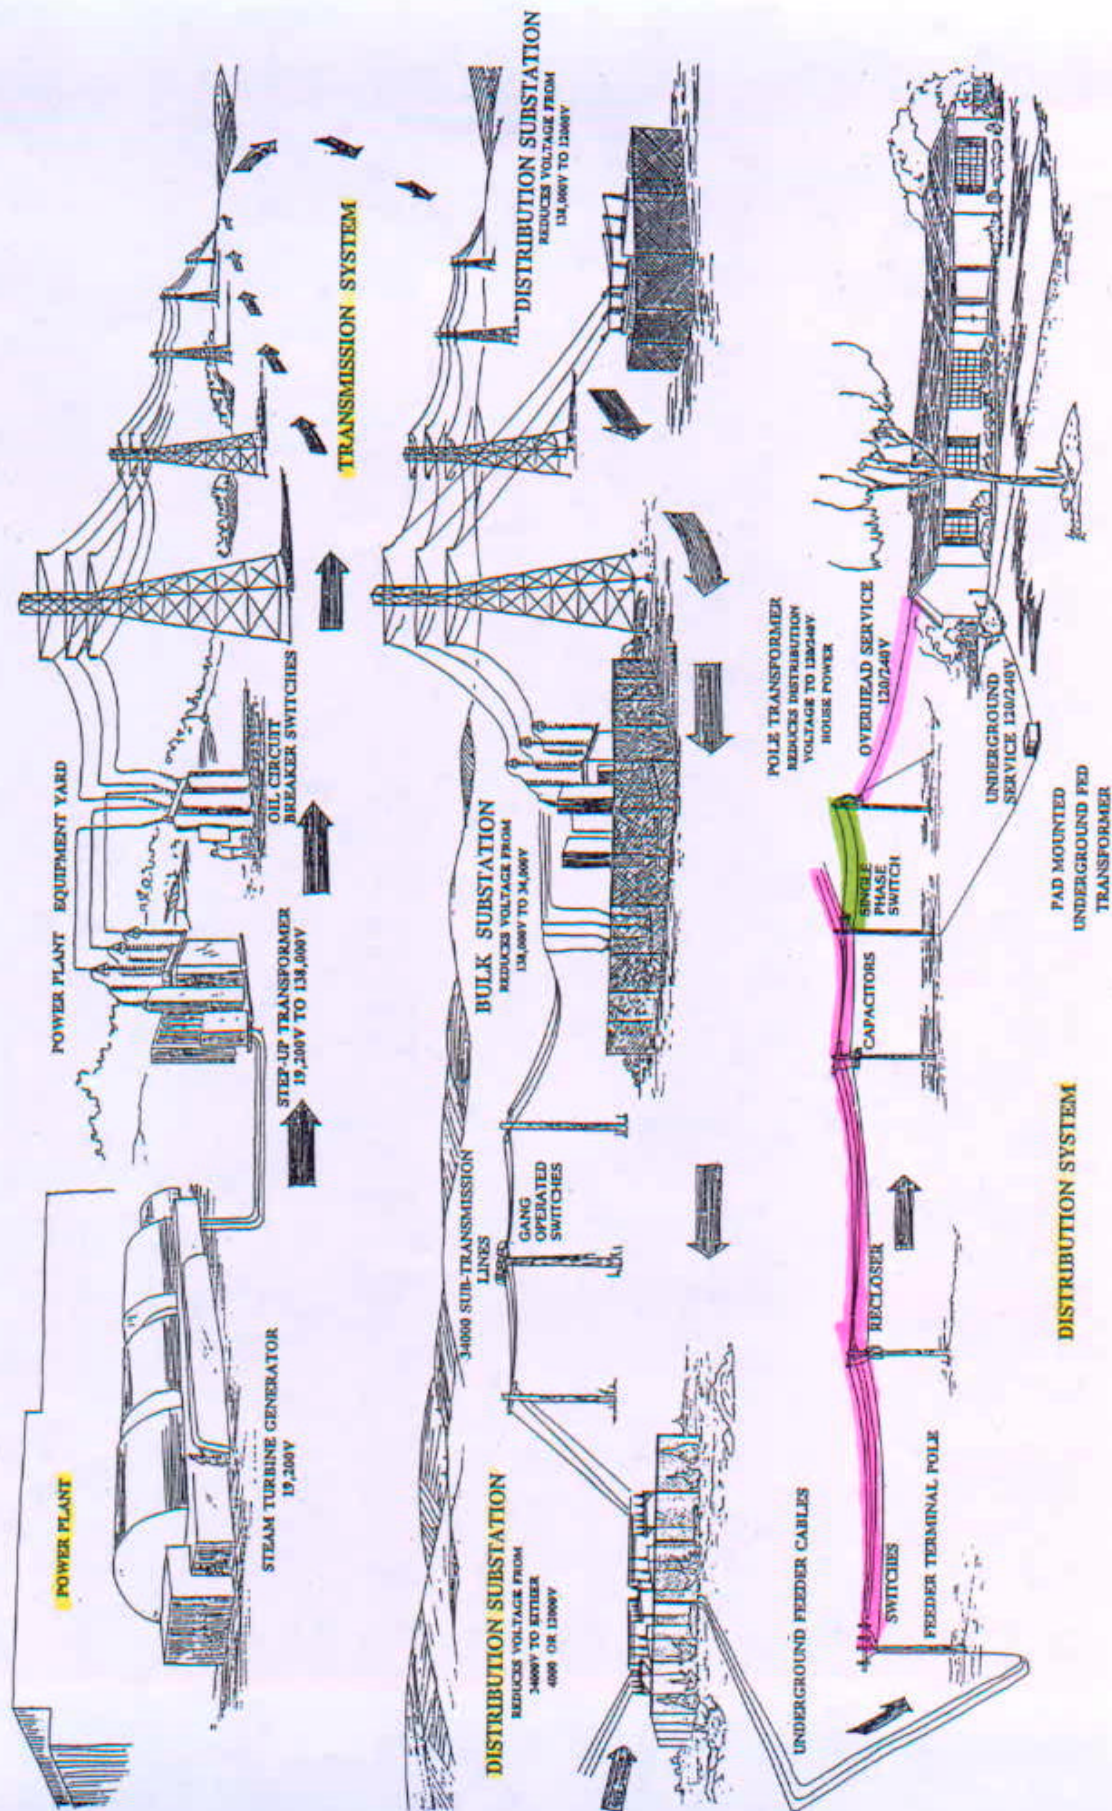 POWER PLANT
STEAM TURBINE GENERATOR
19,200V
POWER PLANT EQUIPMENT YARD
STEP-UP TRANSFORMER
19,200V TO 138,000V
OIL CIRCUIT
BREAKER SWITCHES
TRANSMISSION SYSTEM
DISTRIBUTION SUBSTATION
REDUCES VOLTAGE FROM
138,000V TO 12000V
BULK SUBSTATION
REDUCES VOLTAGE FROM
138,000V TO 34,000V
34000 SUB-TRANSMISSION
LINES
GANG
OPERATED
SWITCHES
DISTRIBUTION SUBSTATION
REDUCES VOLTAGE FROM
34000V TO EITHER
4000 OR 12000V
UNDERGROUND FEEDER CABLES
SWITCHES
FEEDER TERMINAL POLE
RECLOSER
CAPACITORS
SINGLE
PHASE
SWITCH
POLE TRANSFORMER
REDUCES DISTRIBUTION
VOLTAGE TO 120/240V
HOUSE POWER
OVERHEAD SERVICE
120/240V
UNDERGROUND
SERVICE 120/240V
PAD MOUNTED
UNDERGROUND FED
TRANSFORMER
DISTRIBUTION SYSTEM